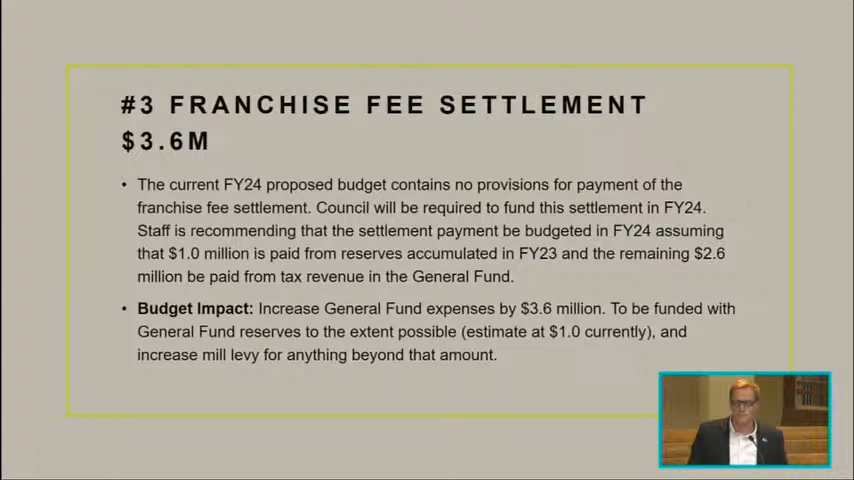 #3 FRANCHISE FEE SETTLEMENT
$3.6M
• The current FY24 proposed budget contains no provisions for payment of the
franchise fee settlement. Council will be required to fund this settlement in FY24.
Staff is recommending that the settlement payment be budgeted in FY24 assuming
that $1.0 million is paid from reserves accumulated in FY23 and the remaining $2.6
million be paid from tax revenue in the General Fund.
• Budget Impact: Increase General Fund expenses by $3.6 million. To be funded with
General Fund reserves to the extent possible (estimate at $1.0 currently), and
increase mill levy for anything beyond that amount.